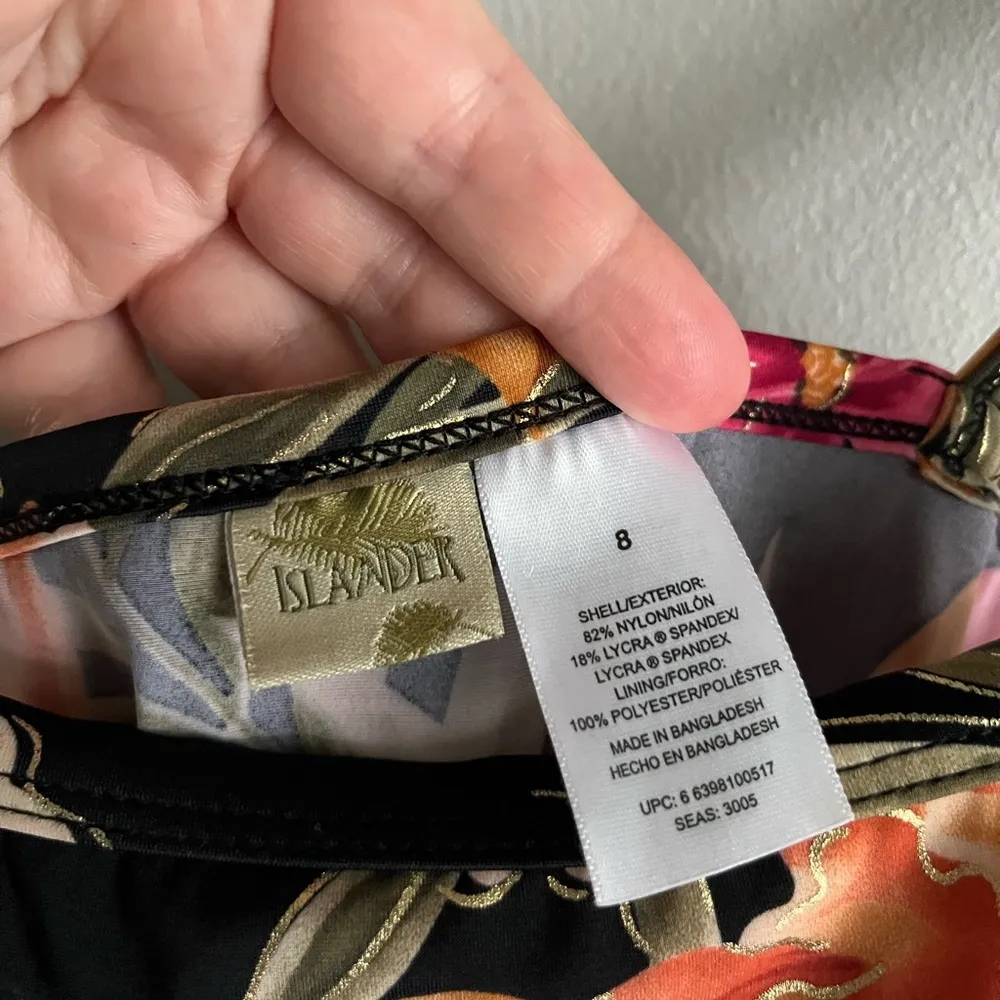 ISLANDER
8
SHELL/EXTERIOR:
82% NYLON/NILÓN
18% LYCRA ® SPANDEX/
LYCRA ® SPANDEX
LINING/FORRO:
100% POLYESTER/POLIÉSTER
MADE IN BANGLADESH
HECHO EN BANGLADESH
UPC: 6 6398100517
SEAS: 3005